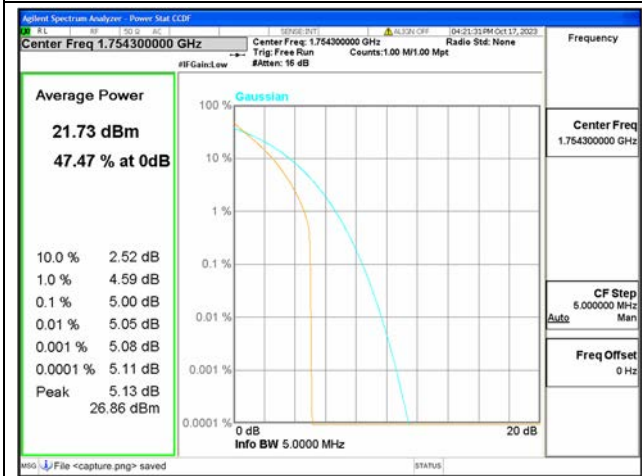 Agilent Spectrum Analyzer - Power Stat CCDF
RL RF 50 Ω AC SENSE:INT ALIGN OFF 04:21:31 PM Oct 17, 2023
Center Freq 1.754300000 GHz
Center Freq: 1.754300000 GHz Radio Std: None
Trig: Free Run Counts:1.00 M/1.00 Mpt
#IFGain:Low #Atten: 16 dB
Frequency
Average Power
21.73 dBm
47.47 % at 0dB
10.0 % 2.52 dB
1.0 % 4.59 dB
0.1 % 5.00 dB
0.01 % 5.05 dB
0.001 % 5.08 dB
0.0001 % 5.11 dB
Peak 5.13 dB
26.86 dBm
Gaussian
100 %
10 %
1 %
0.1 %
0.01 %
0.001 %
0.0001 %
0 dB 20 dB
Info BW 5.0000 MHz
Center Freq
1.754300000 GHz
CF Step
5.000000 MHz
Auto Man
Freq Offset
0 Hz
MSG File <capture.png> saved STATUS